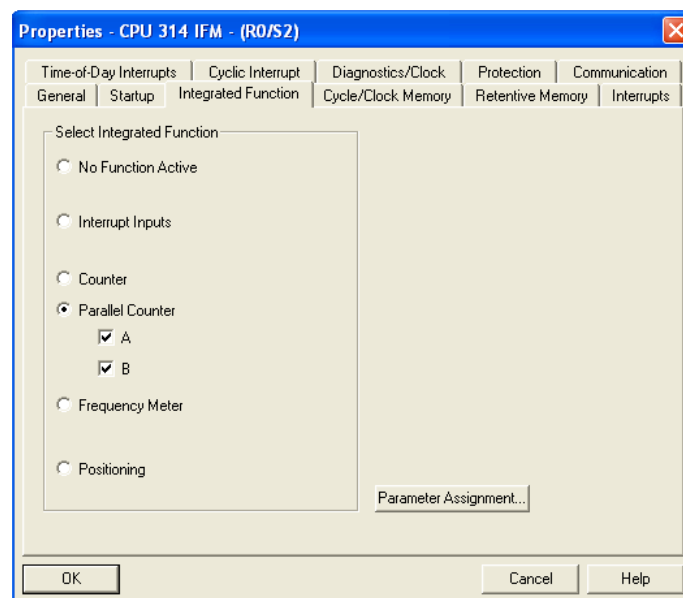 Properties - CPU 314 IFM - (R0/S2)
Time-of-Day Interrupts Cyclic Interrupt Diagnostics/Clock Protection Communication
General Startup Integrated Function Cycle/Clock Memory Retentive Memory Interrupts
Select Integrated Function
No Function Active
Interrupt Inputs
Counter
Parallel Counter
A
B
Frequency Meter
Positioning
Parameter Assignment...
OK Cancel Help